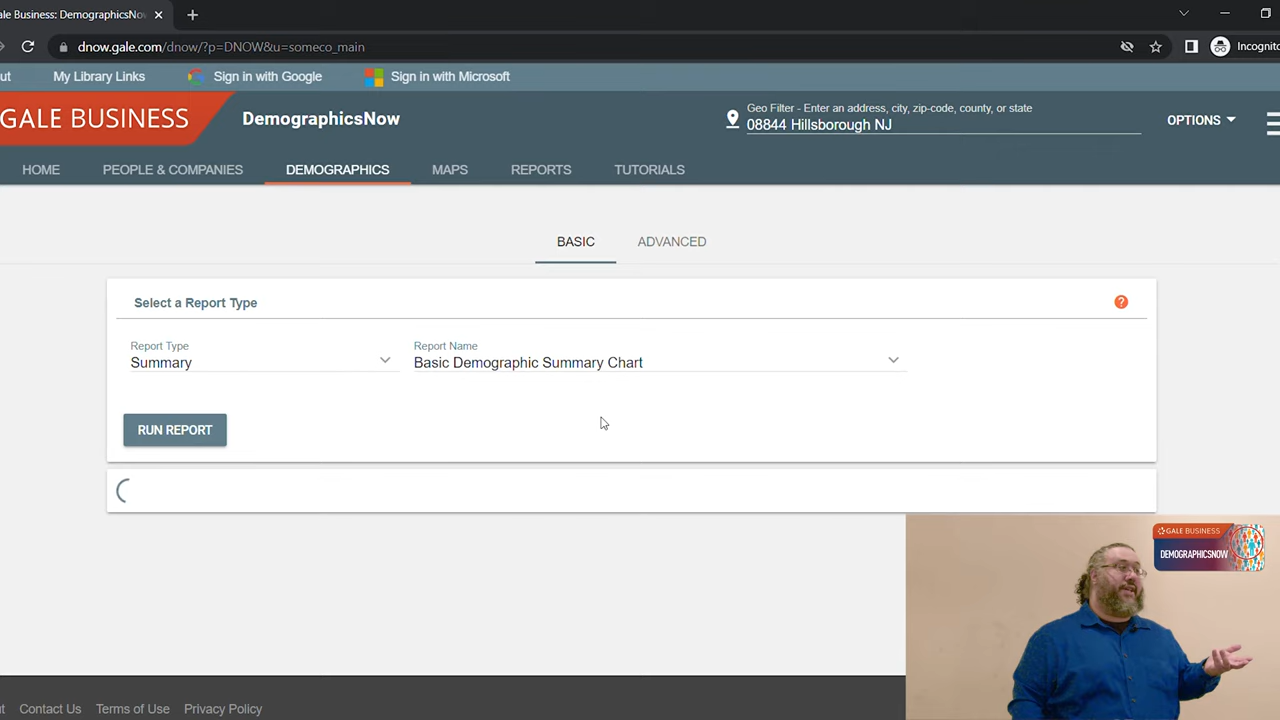 ale Business: DemographicsNo
dnow.gale.com/dnow/?p=DNOW&u=someco_main
Incognito
ut My Library Links Sign in with Google Sign in with Microsoft
GALE BUSINESS DemographicsNow
Geo Filter - Enter an address, city, zip-code, county, or state
08844 Hillsborough NJ
OPTIONS
HOME PEOPLE & COMPANIES DEMOGRAPHICS MAPS REPORTS TUTORIALS
BASIC ADVANCED
Select a Report Type
?
Report Type Report Name
Summary Basic Demographic Summary Chart
RUN REPORT
GALE BUSINESS
DEMOGRAPHICSNOW
ut Contact Us Terms of Use Privacy Policy